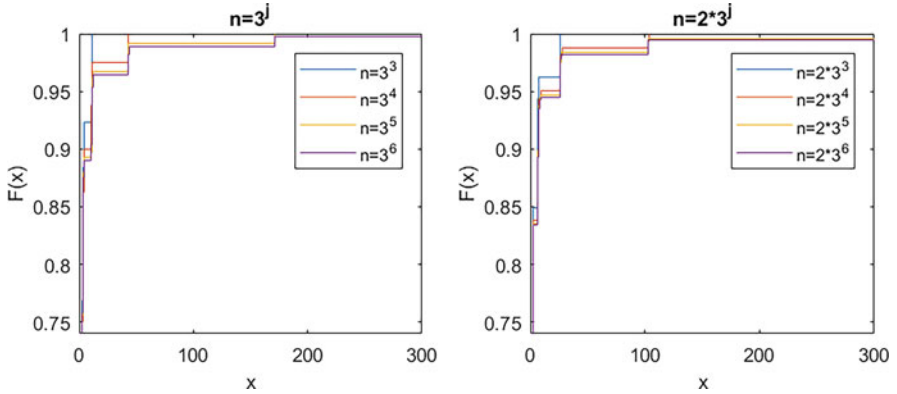 n=3^j
1
0.95
0.9
0.85
0.8
0.75
F(x)
0
100
200
300
x
n=3^3
n=3^4
n=3^5
n=3^6
n=2*3^j
1
0.95
0.9
0.85
0.8
0.75
F(x)
0
100
200
300
x
n=2*3^3
n=2*3^4
n=2*3^5
n=2*3^6